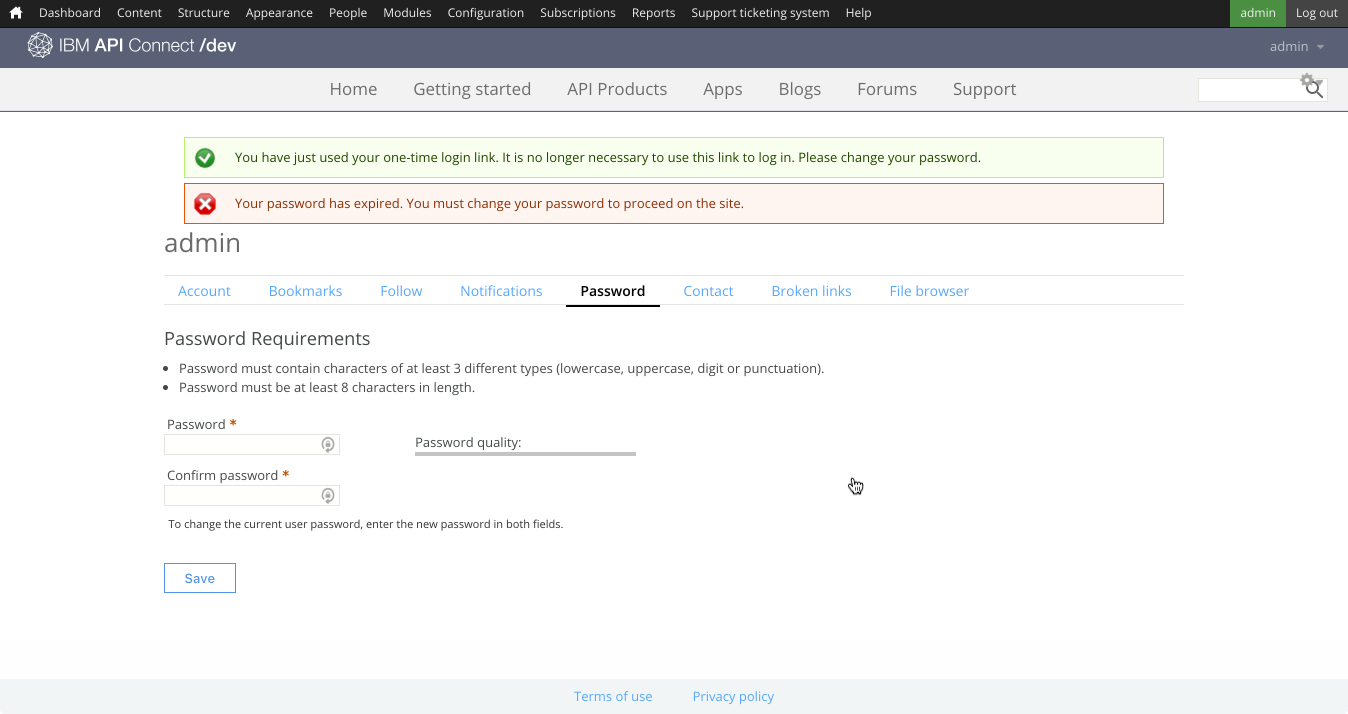 Dashboard Content Structure Appearance People Modules Configuration Subscriptions Reports Support ticketing system Help admin Log out
IBM API Connect /dev admin
Home Getting started API Products Apps Blogs Forums Support
You have just used your one-time login link. It is no longer necessary to use this link to log in. Please change your password.
Your password has expired. You must change your password to proceed on the site.
admin
Account Bookmarks Follow Notifications Password Contact Broken links File browser
Password Requirements
Password must contain characters of at least 3 different types (lowercase, uppercase, digit or punctuation).
Password must be at least 8 characters in length.
Password *
Password quality:
Confirm password *
To change the current user password, enter the new password in both fields.
Save
Terms of use Privacy policy